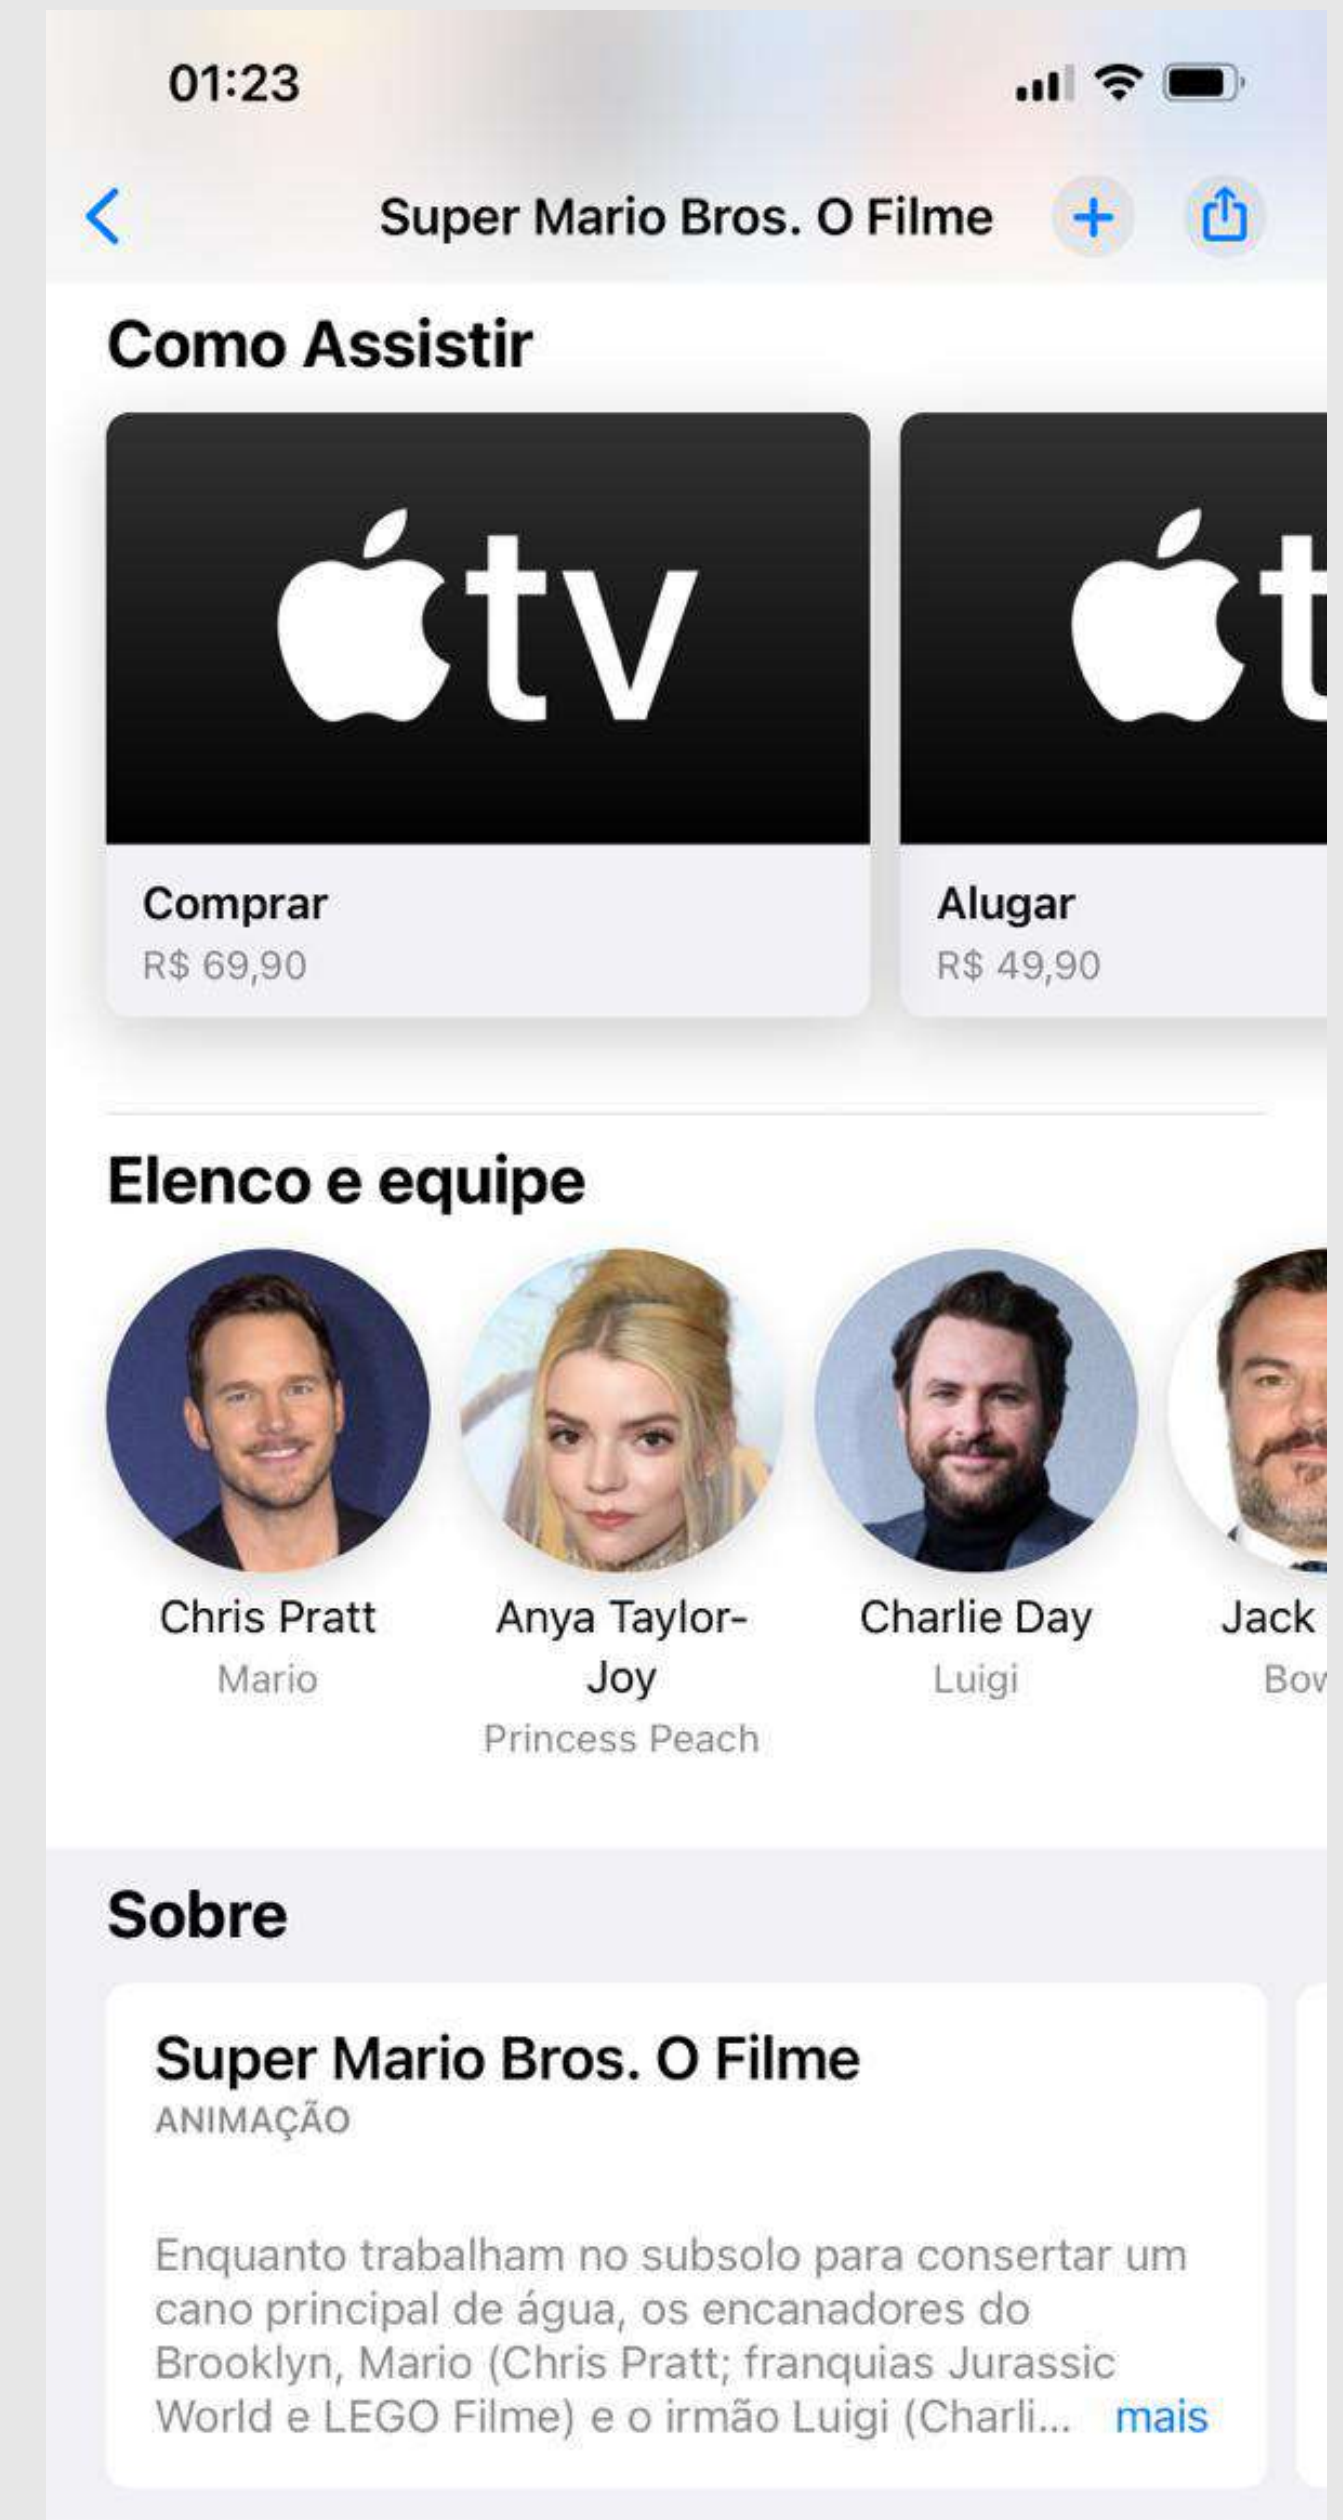 01:23
Super Mario Bros. O Filme
Como Assistir
tv
Comprar
R$ 69,90
Alugar
R$ 49,90
Elenco e equipe
Chris Pratt
Mario
Anya Taylor-
Joy
Princess Peach
Charlie Day
Luigi
Jack
Sobre
Super Mario Bros. O Filme
ANIMAÇÃO
Enquanto trabalham no subsolo para consertar um
cano principal de água, os encanadores do
Brooklyn, Mario (Chris Pratt; franquias Jurassic
World e LEGO Filme) e o irmão Luigi (Charli... mais